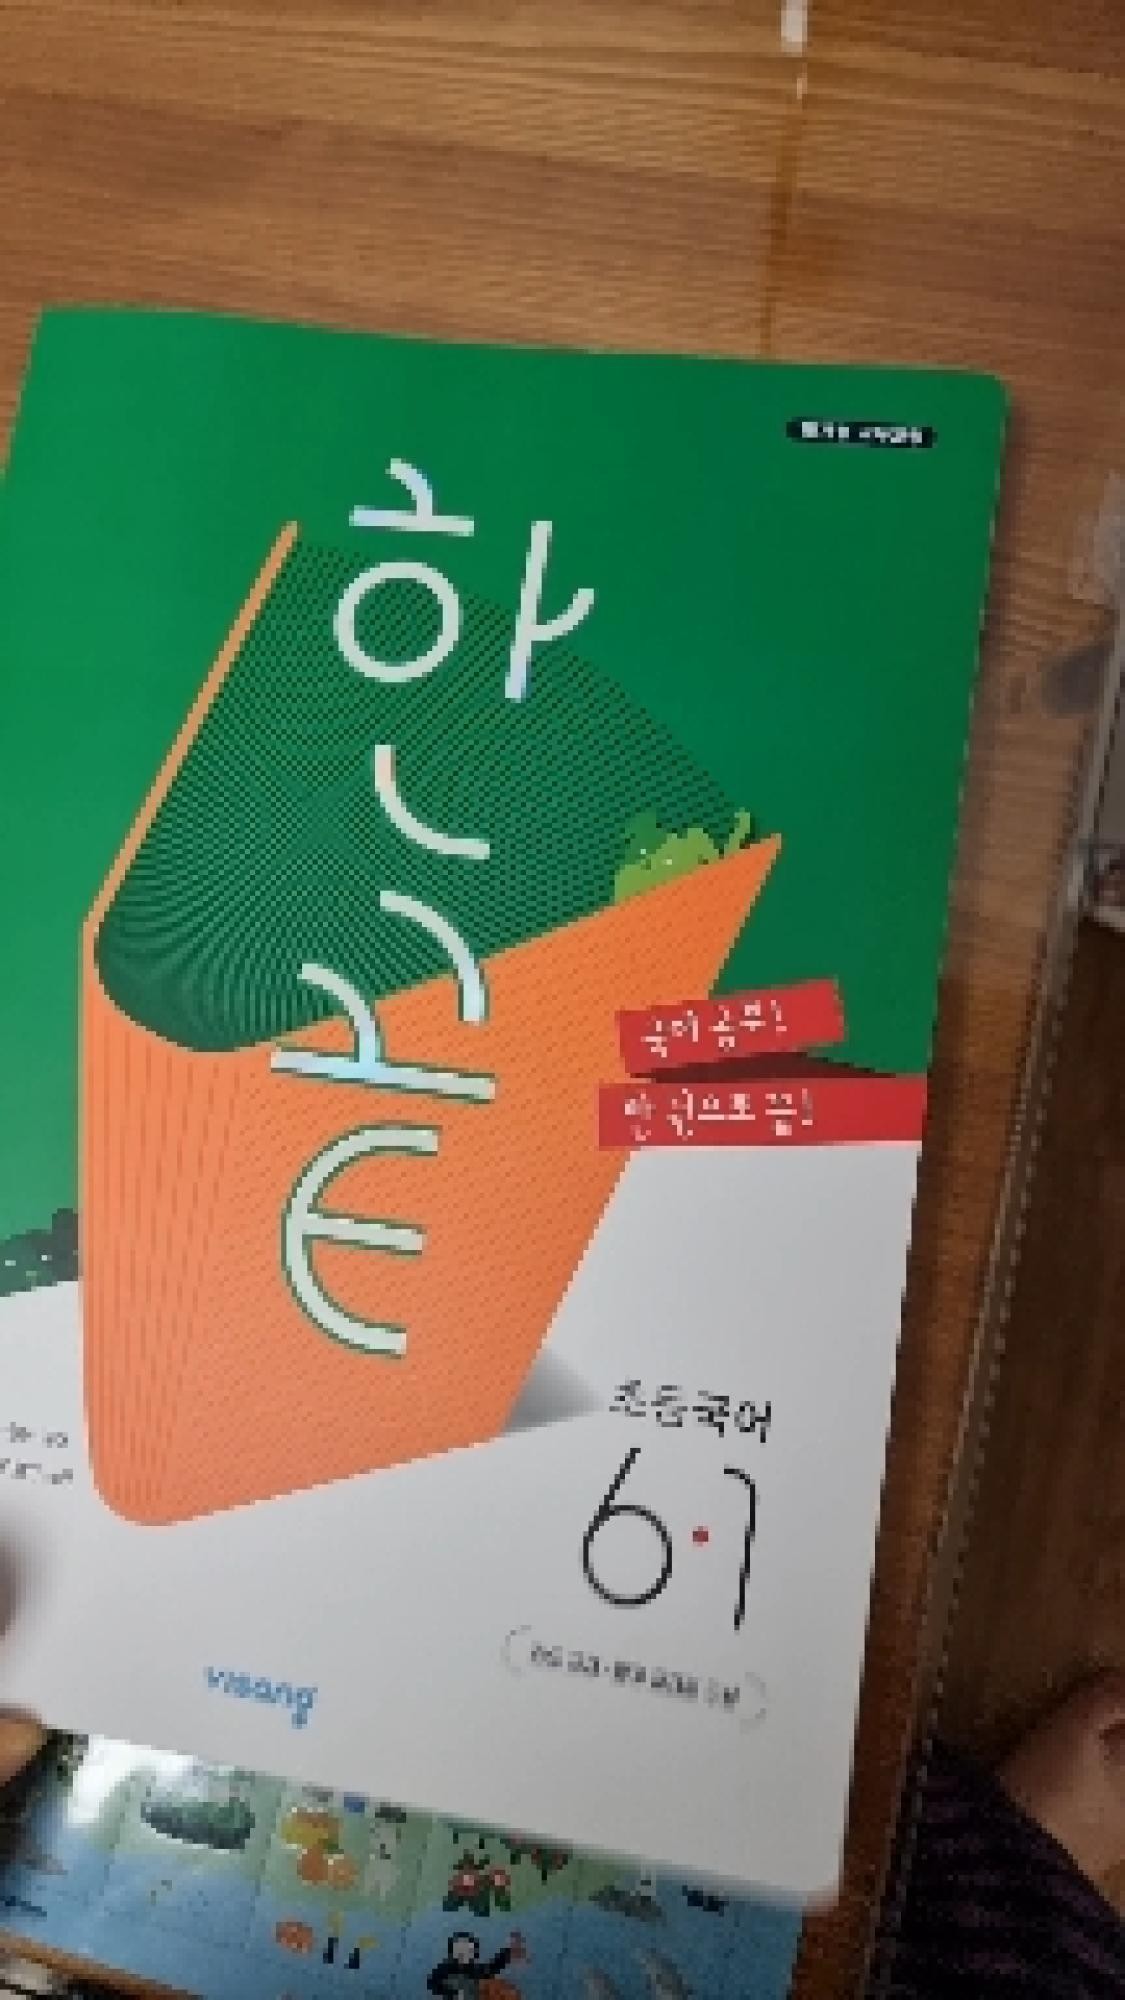 한끝
국어 공부!
한 권으로 끝!
초등국어
6·1
visang